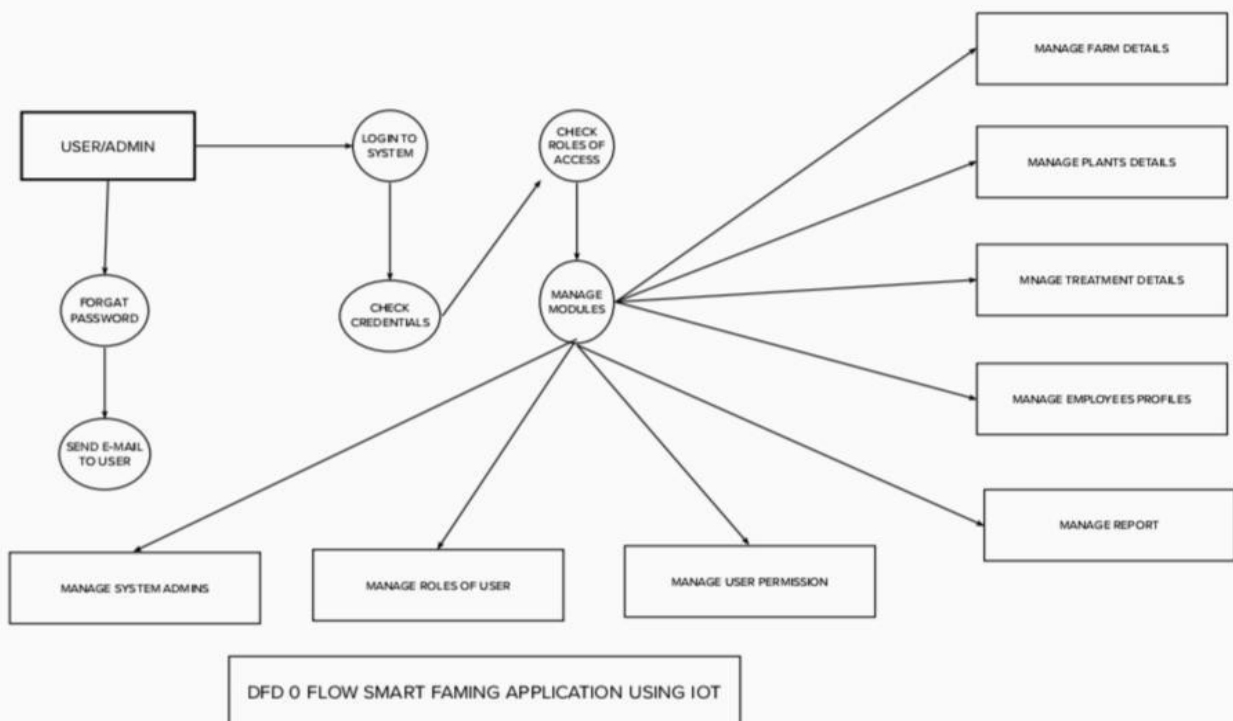 MANAGE FARM DETAILS
USER/ADMIN
LOGIN TO
SYSTEM
CHECK
ROLES OF
ACCESS
MANAGE PLANTS DETAILS
FORGAT
PASSWORD
CHECK
CREDENTIALS
MANAGE
MODULES
MNAGE TREATMENT DETAILS
MANAGE EMPLOYEES PROFILES
SEND E-MAIL
TO USER
MANAGE REPORT
MANAGE SYSTEM ADMINS
MANAGE ROLES OF USER
MANAGE USER PERMISSION
DFD 0 FLOW SMART FAMING APPLICATION USING IOT